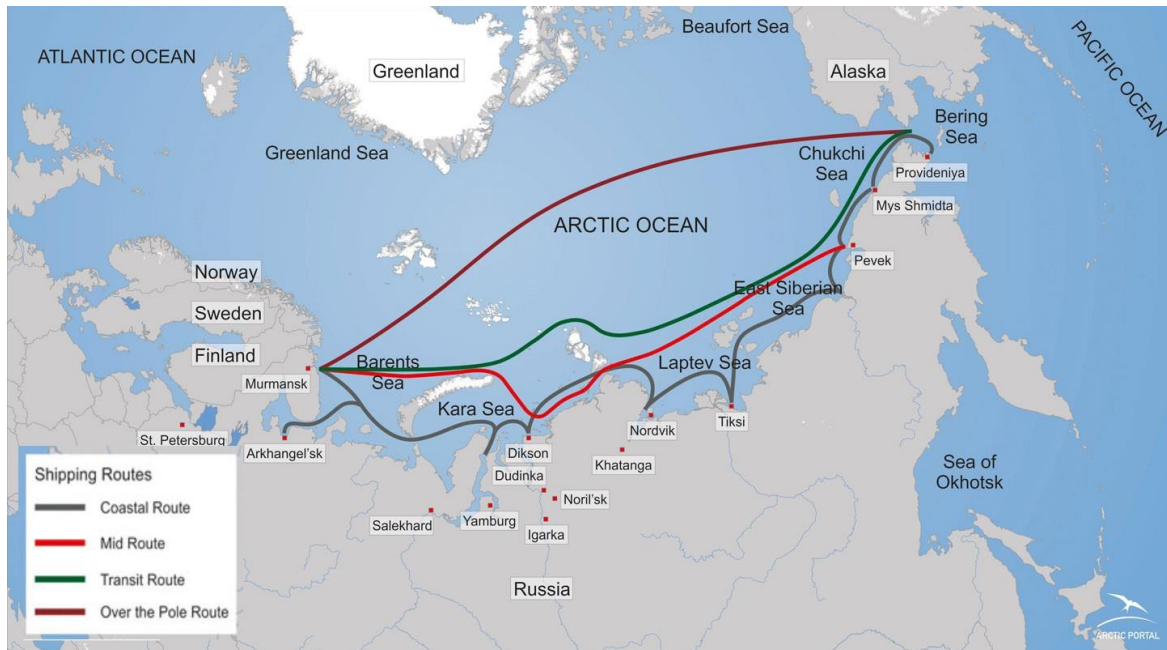 Beaufort Sea
ATLANTIC OCEAN
PACIFIC OCEAN
Greenland
Alaska
Bering
Sea
Greenland Sea
Chukchi
Sea
Provideniya
Mys Shmidta
ARCTIC OCEAN
Pevek
Norway
East Siberian
Sea
Sweden
Finland
Barents
Sea
Laptev Sea
Murmansk
Kara Sea
St. Petersburg
Arkhangel'sk
Dikson
Nordvik
Tiksi
Khatanga
Sea of
Okhotsk
Dudinka
Noril'sk
Salekhard
Yamburg
Igarka
Russia
Shipping Routes
Coastal Route
Mid Route
Transit Route
Over the Pole Route
ARCTIC PORTAL